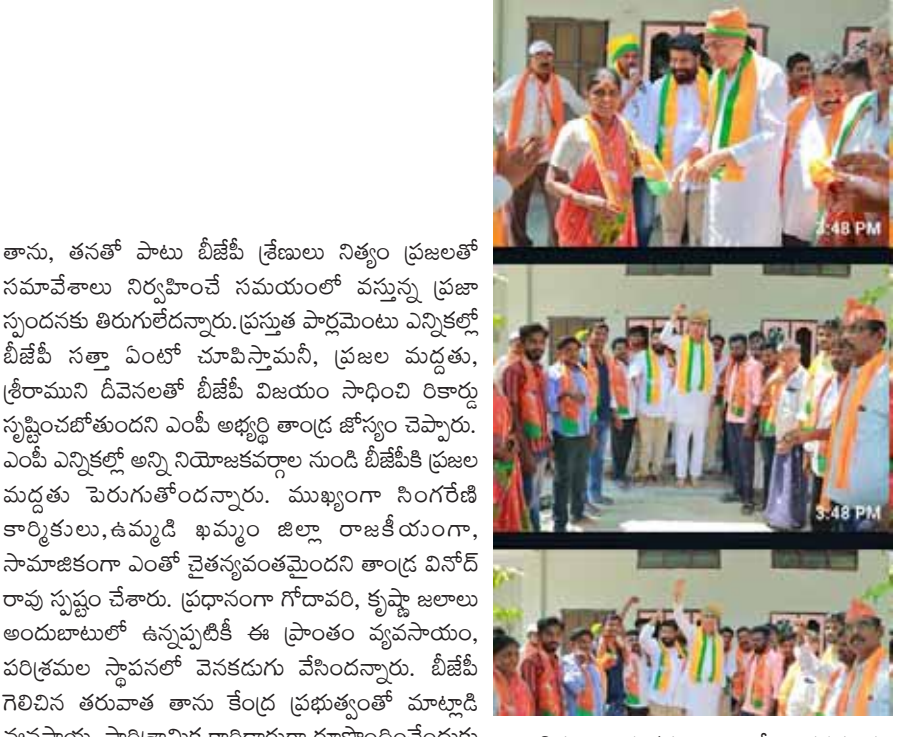 తాను, తనతో పాటు బీజేపీ శ్రేణులు నిత్యం ప్రజలతో
సమావేశాలు నిర్వహించే సమయంలో వస్తున్న ప్రజా
స్పందనకు తిరుగులేదన్నారు.ప్రస్తుత పార్లమెంటు ఎన్నికల్లో
బీజేపీ సత్తా ఏంటో చూపిస్తామనీ, ప్రజల మద్దతు,
శ్రీరాముని దీవెనలతో బీజేపీ విజయం సాధించి రికార్డు
సృష్టించబోతుందని ఎంపీ అభ్యర్థి తాండ్ర జోస్యం చెప్పారు.
ఎంపీ ఎన్నికల్లో అన్ని నియోజకవర్గాల నుండి బీజేపీకి ప్రజల
మద్దతు పెరుగుతోందన్నారు. ముఖ్యంగా సింగరేణి
కార్మికులు,ఉమ్మడి ఖమ్మం జిల్లా రాజకీయంగా,
సామాజికంగా ఎంతో చైతన్యవంతమైందని తాండ్ర వినోద్
రావు స్పష్టం చేశారు. ప్రధానంగా గోదావరి, కృష్ణా జలాలు
అందుబాటులో ఉన్నప్పటికీ ఈ ప్రాంతం వ్యవసాయం,
పరిశ్రమల స్థాపనలో వెనకడుగు వేసిందన్నారు. బీజేపీ
గెలిచిన తరువాత తాను కేంద్ర ప్రభుత్వంతో మాట్లాడి
3:48 PM
3:48 PM